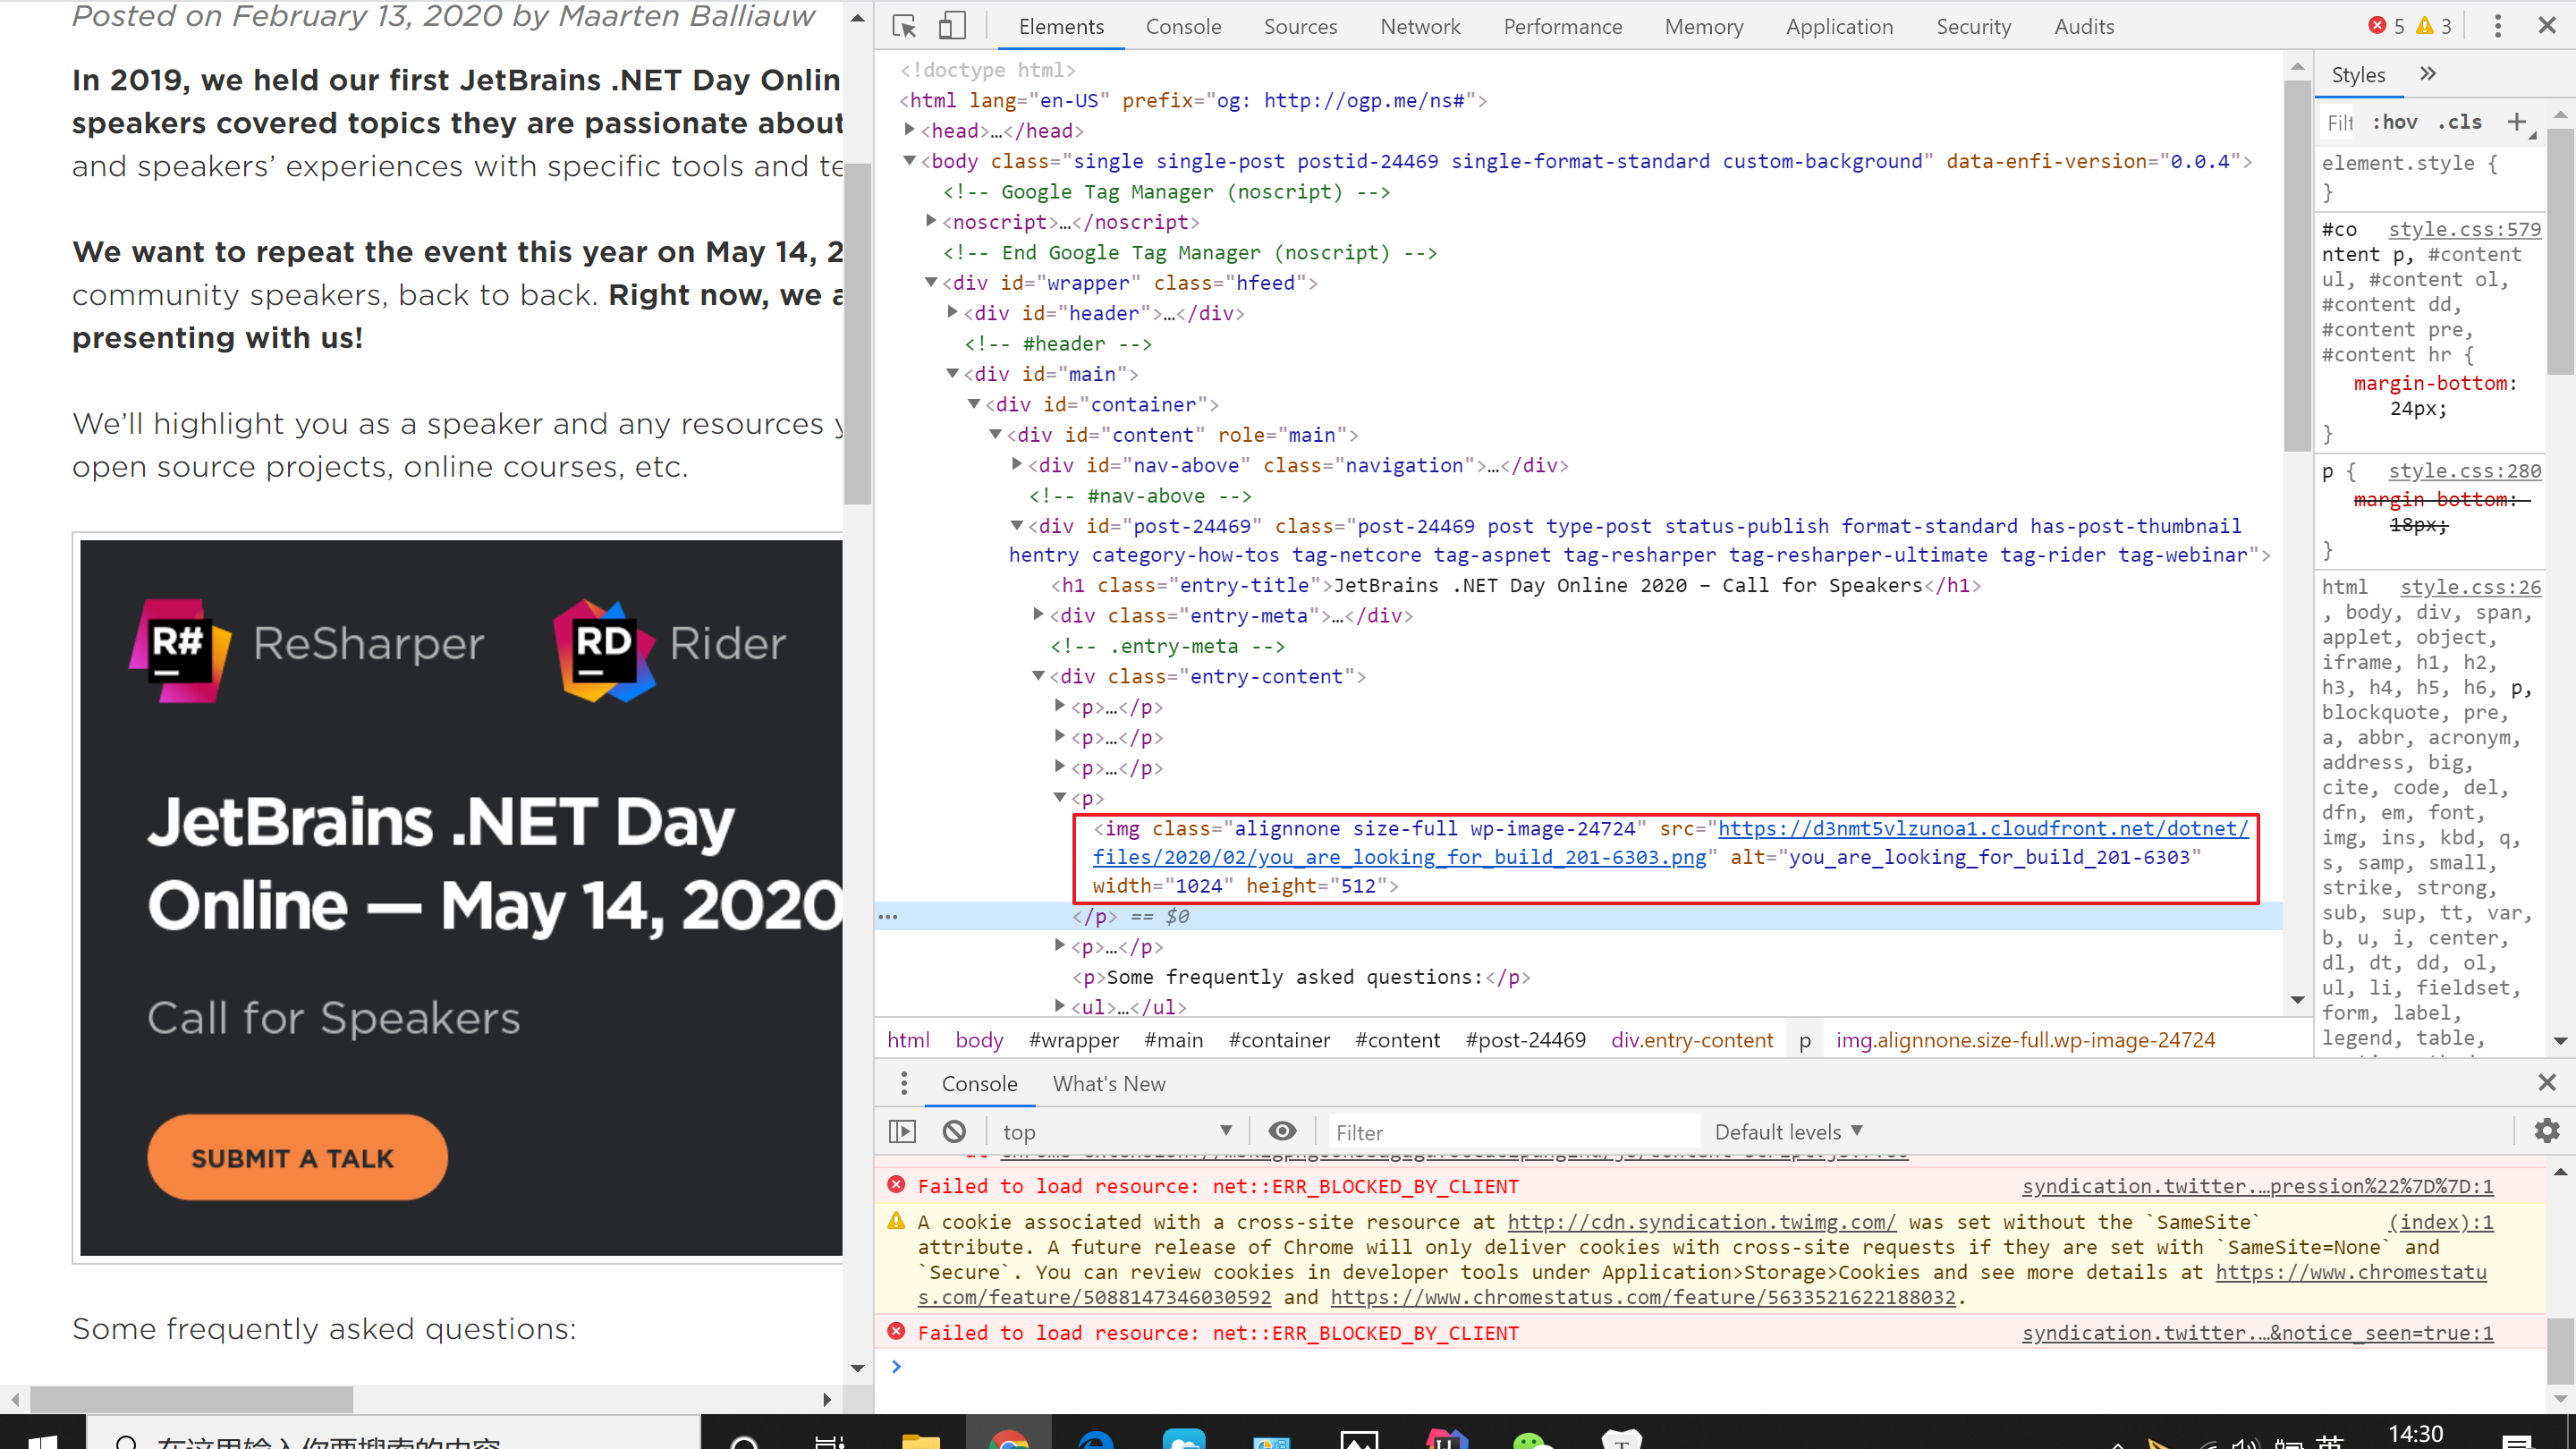 Posted on February 13, 2020 by Maarten Balliauw
In 2019, we held our first JetBrains .NET Day Onlin
speakers covered topics they are passionate about
and speakers’ experiences with specific tools and te
We want to repeat the event this year on May 14, 2
community speakers, back to back. Right now, we a
presenting with us!
We’ll highlight you as a speaker and any resources y
open source projects, online courses, etc.
R# ReSharper RD Rider
JetBrains .NET Day
Online — May 14, 2020
Call for Speakers
SUBMIT A TALK
Some frequently asked questions:
Elements Console Sources Network Performance Memory Application Security Audits 5 3
<!doctype html>
<html lang="en-US" prefix="og: http://ogp.me/ns#">
<head>…</head>
<body class="single single-post postid-24469 single-format-standard custom-background" data-enfi-version="0.0.4">
<!-- Google Tag Manager (noscript) -->
<noscript>…</noscript>
<!-- End Google Tag Manager (noscript) -->
<div id="wrapper" class="hfeed">
<div id="header">…</div>
<!-- #header -->
<div id="main">
<div id="container">
<div id="content" role="main">
<div id="nav-above" class="navigation">…</div>
<!-- #nav-above -->
<div id="post-24469" class="post-24469 post type-post status-publish format-standard has-post-thumbnail
hentry category-how-tos tag-netcore tag-aspnet tag-resharper tag-resharper-ultimate tag-rider tag-webinar">
<h1 class="entry-title">JetBrains .NET Day Online 2020 – Call for Speakers</h1>
<div class="entry-meta">…</div>
<!-- .entry-meta -->
<div class="entry-content">
<p>…</p>
<p>…</p>
<p>…</p>
<p>
<img class="alignnone size-full wp-image-24724" src="https://d3nmt5vlzunoa1.cloudfront.net/dotnet/
files/2020/02/you_are_looking_for_build_201-6303.png" alt="you_are_looking_for_build_201-6303"
width="1024" height="512">
</p> == $0
<p>…</p>
<p>Some frequently asked questions:</p>
<ul>…</ul>
html body #wrapper #main #container #content #post-24469 div.entry-content p img.alignnone.size-full.wp-image-24724
Styles
Filt :hov .cls +
element.style {
}
#co style.css:579
ntent p, #content
ul, #content ol,
#content dd,
#content pre,
#content hr {
margin-bottom:
24px;
}
p { style.css:280
margin-bottom:
18px;
}
html style.css:26
, body, div, span,
applet, object,
iframe, h1, h2,
h3, h4, h5, h6, p,
blockquote, pre,
a, abbr, acronym,
address, big,
cite, code, del,
dfn, em, font,
img, ins, kbd, q,
s, samp, small,
strike, strong,
sub, sup, tt, var,
b, u, i, center,
dl, dt, dd, ol,
ul, li, fieldset,
form, label,
legend, table,
Console What's New
top Filter Default levels
Failed to load resource: net::ERR_BLOCKED_BY_CLIENT syndication.twitter.…pression%22%7D%7D:1
A cookie associated with a cross-site resource at http://cdn.syndication.twimg.com/ was set without the `SameSite` (index):1
attribute. A future release of Chrome will only deliver cookies with cross-site requests if they are set with `SameSite=None` and
`Secure`. You can review cookies in developer tools under Application>Storage>Cookies and see more details at https://www.chromestatu
s.com/feature/5088147346030592 and https://www.chromestatus.com/feature/5633521622188032.
Failed to load resource: net::ERR_BLOCKED_BY_CLIENT syndication.twitter.…&notice_seen=true:1
在这里输入你要搜索的内容
英 14:30